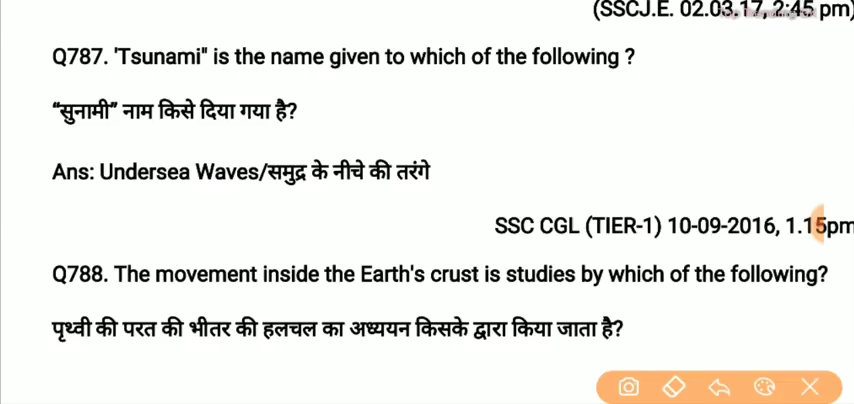 (SSCJ.E. 02.03.17, 2:45 pm)
Q787. 'Tsunami" is the name given to which of the following ?
“सुनामी” नाम किसे दिया गया है?
Ans: Undersea Waves/समुद्र के नीचे की तरंगे
SSC CGL (TIER-1) 10-09-2016, 1.15pm
Q788. The movement inside the Earth's crust is studies by which of the following?
पृथ्वी की परत की भीतर की हलचल का अध्ययन किसके द्वारा किया जाता है?